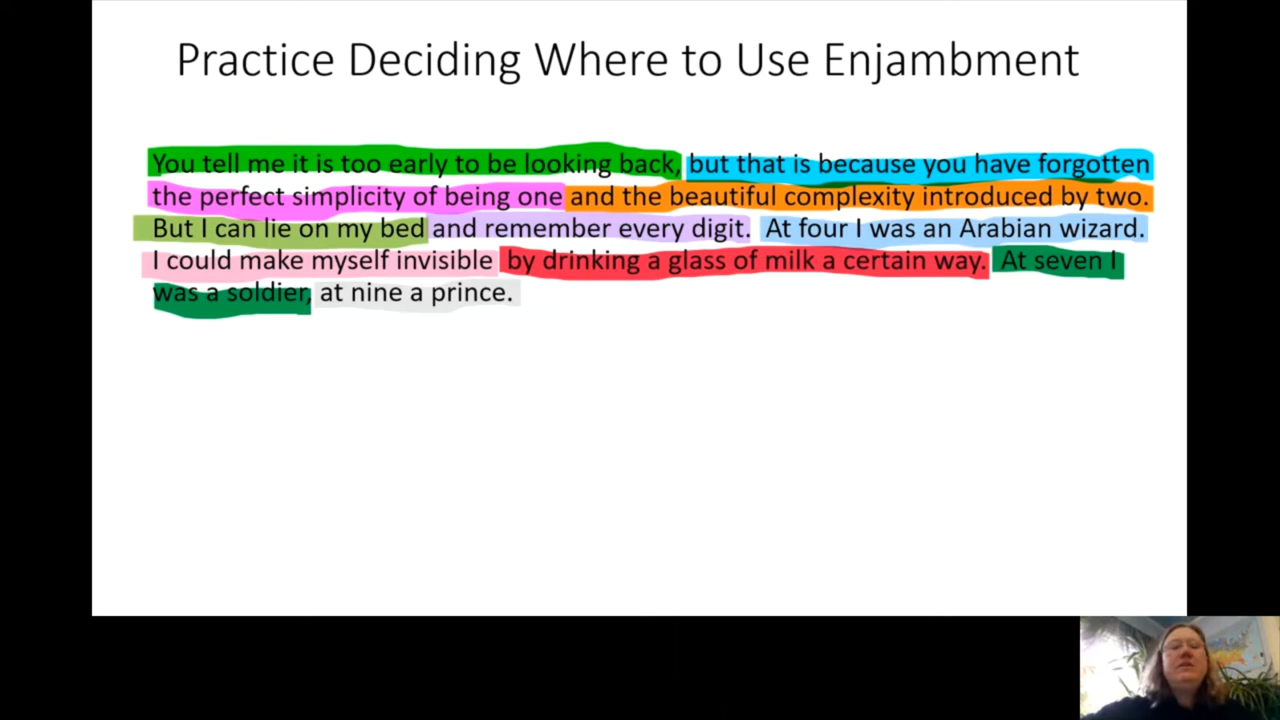 Practice Deciding Where to Use Enjambment
You tell me it is too early to be looking back, but that is because you have forgotten
the perfect simplicity of being one and the beautiful complexity introduced by two.
But I can lie on my bed and remember every digit. At four I was an Arabian wizard.
I could make myself invisible by drinking a glass of milk a certain way. At seven I
was a soldier, at nine a prince.